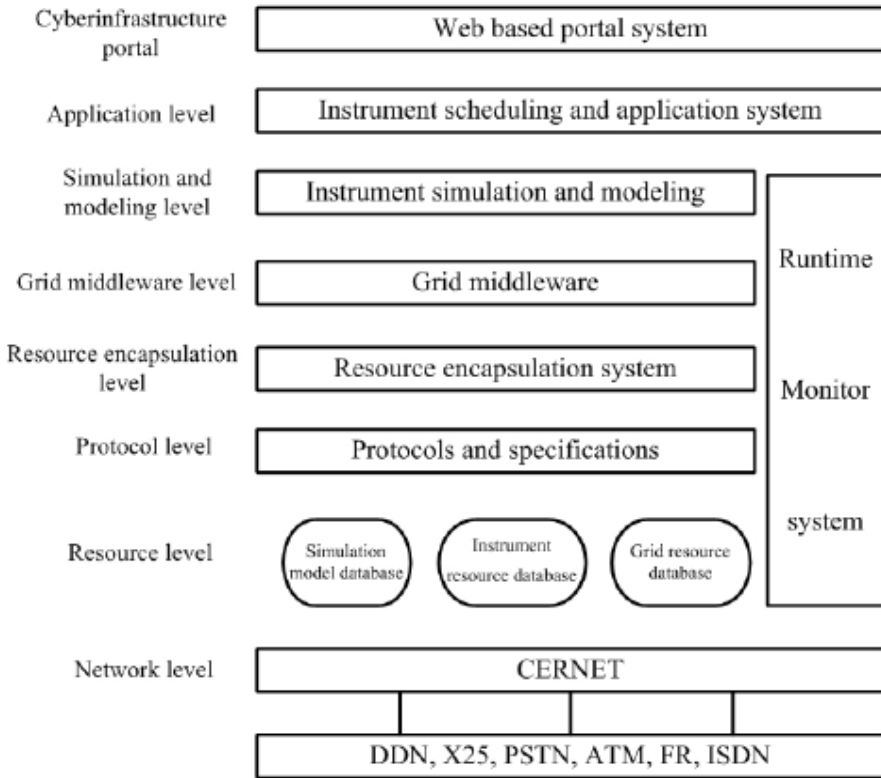 Cyberinfrastructure
portal
Web based portal system
Application level
Instrument scheduling and application system
Simulation and
modeling level
Instrument simulation and modeling
Grid middleware level
Grid middleware
Resource encapsulation
level
Resource encapsulation system
Protocol level
Protocols and specifications
Runtime
Monitor
system
Resource level
Simulation
model database
Instrument
resource database
Grid resource
database
Network level
CERNET
DDN, X25, PSTN, ATM, FR, ISDN